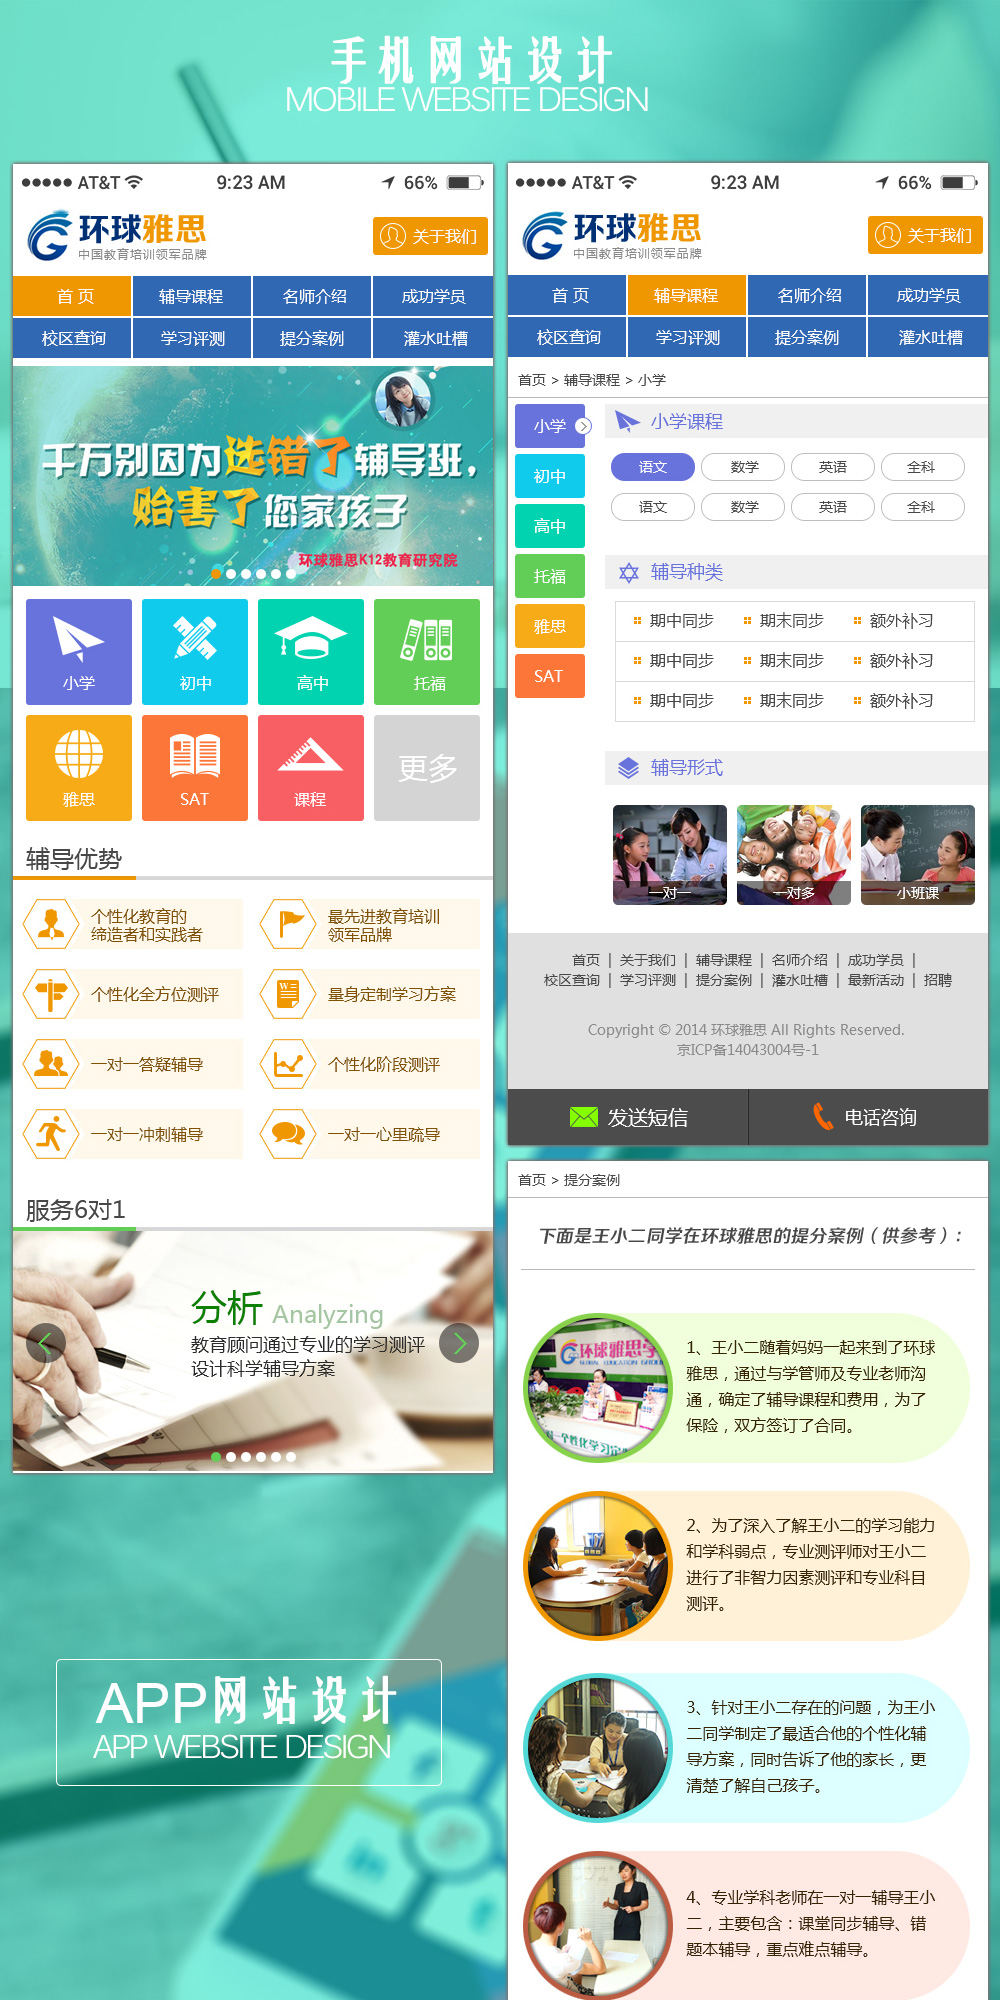 手机网站设计
MOBILE WEBSITE DESIGN
AT&T 9:23 AM 66%
环球雅思
中国教育培训领军品牌
关于我们
首 页 辅导课程 名师介绍 成功学员
校区查询 学习评测 提分案例 灌水吐槽
千万别因为选错了辅导班，
贻害了您家孩子
环球雅思K12教育研究院
小学 初中 高中 托福
雅思 SAT 课程 更多
辅导优势
个性化教育的
缔造者和实践者
最先进教育培训
领军品牌
个性化全方位测评 量身定制学习方案
一对一答疑辅导 个性化阶段测评
一对一冲刺辅导 一对一心里疏导
服务6对1
分析 Analyzing
教育顾问通过专业的学习测评
设计科学辅导方案
APP网站设计
APP WEBSITE DESIGN
AT&T 9:23 AM 66%
环球雅思
中国教育培训领军品牌
关于我们
首 页 辅导课程 名师介绍 成功学员
校区查询 学习评测 提分案例 灌水吐槽
首页 > 辅导课程 > 小学
小学
初中
高中
托福
雅思
SAT
小学课程
语文 数学 英语 全科
语文 数学 英语 全科
辅导种类
期中同步 期末同步 额外补习
期中同步 期末同步 额外补习
期中同步 期末同步 额外补习
辅导形式
一对一 一对多 小班课
首页 | 关于我们 | 辅导课程 | 名师介绍 | 成功学员 |
校区查询 | 学习评测 | 提分案例 | 灌水吐槽 | 最新活动 | 招聘
Copyright © 2014 环球雅思 All Rights Reserved.
京ICP备14043004号-1
发送短信 电话咨询
首页 > 提分案例
下面是王小二同学在环球雅思的提分案例（供参考）：
环球雅思学
GLOBAL EDUCATION GROUP
一个性化学习定
1、王小二随着妈妈一起来到了环球
雅思，通过与学管师及专业老师沟
通，确定了辅导课程和费用，为了
保险，双方签订了合同。
2、为了深入了解王小二的学习能力
和学科弱点，专业测评师对王小二
进行了非智力因素测评和专业科目
测评。
3、针对王小二存在的问题，为王小
二同学制定了最适合他的个性化辅
导方案，同时告诉了他的家长，更
清楚了解自己孩子。
4、专业学科老师在一对一辅导王小
二，主要包含：课堂同步辅导、错
题本辅导，重点难点辅导。